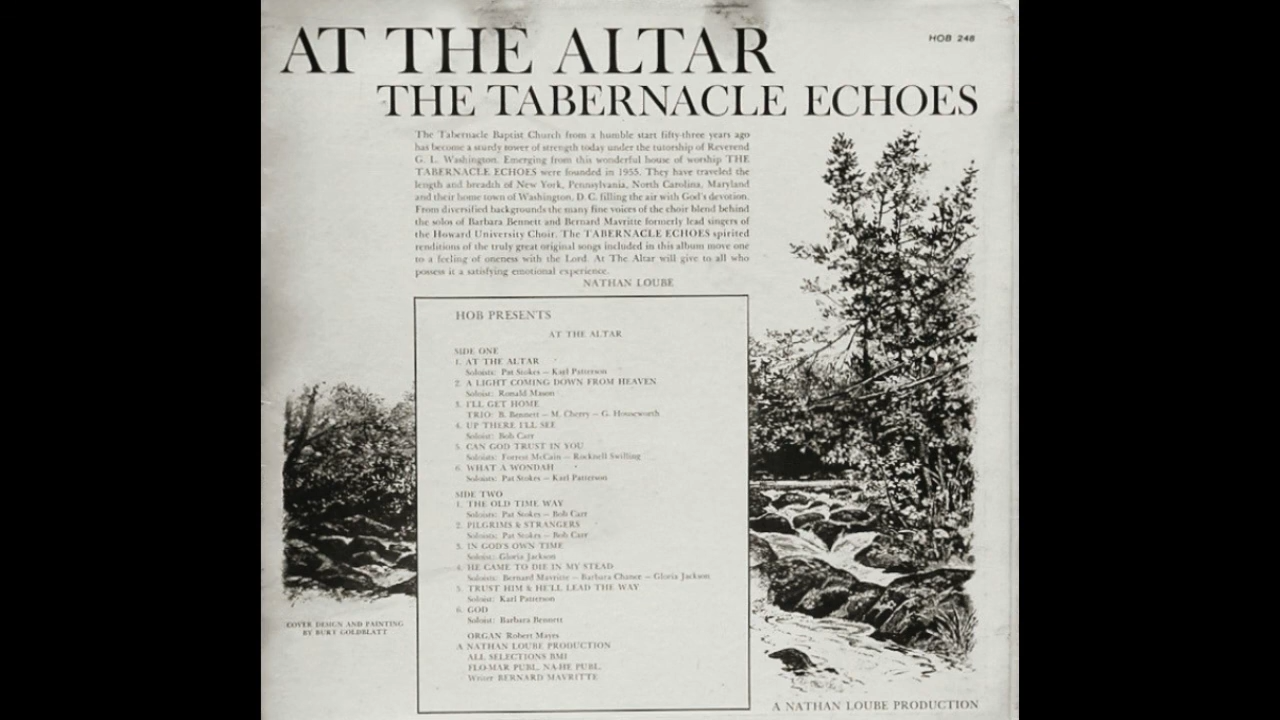 AT THE ALTAR
HOB 248
THE TABERNACLE ECHOES
The Tabernacle Baptist Church from a humble start fifty-three years ago
has become a sturdy tower of strength today under the tutorship of Reverend
G. L. Washington. Emerging from this wonderful house of worship THE
TABERNACLE ECHOES were founded in 1955. They have traveled the
length and breadth of New York, Pennsylvania, North Carolina, Maryland
and their home town of Washington, D.C. filling the air with God's devotion.
From diversified backgrounds the many fine voices of the choir blend behind
the solos of Barbara Bennett and Bernard Mavritte formerly lead singers of
the Howard University Choir. The TABERNACLE ECHOES spirited
renditions of the truly great original songs included in this album move one
to a feeling of oneness with the Lord. At The Altar will give to all who
possess it a satisfying emotional experience.
NATHAN LOUBE
HOB PRESENTS
AT THE ALTAR
SIDE ONE
1. AT THE ALTAR
Soloists: Pat Stokes — Karl Patterson
2. A LIGHT COMING DOWN FROM HEAVEN
Soloist: Ronald Mason
3. I'LL GET HOME
TRIO: B. Bennett — M. Cherry — G. Houseworth
4. UP THERE I'LL SEE
Soloist: Bob Carr
5. CAN GOD TRUST IN YOU
Soloists: Forrest McCain — Rocknell Swilling
6. WHAT A WONDAH
Soloists: Pat Stokes — Karl Patterson
SIDE TWO
1. THE OLD TIME WAY
Soloists: Pat Stokes — Bob Carr
2. PILGRIMS & STRANGERS
Soloists: Pat Stokes — Bob Carr
3. IN GOD'S OWN TIME
Soloist: Gloria Jackson
4. HE CAME TO DIE IN MY STEAD
Soloists: Bernard Mavritte — Barbara Chance — Gloria Jackson
5. TRUST HIM & HE'LL LEAD THE WAY
Soloist: Karl Patterson
6. GOD
Soloist: Barbara Bennett
ORGAN Robert Mayes
A NATHAN LOUBE PRODUCTION
ALL SELECTIONS BMI
FLO-MAR PUBL. NA-HE PUBL.
Writer BERNARD MAVRITTE
COVER DESIGN AND PAINTING
BY BURT GOLDBLATT
A NATHAN LOUBE PRODUCTION